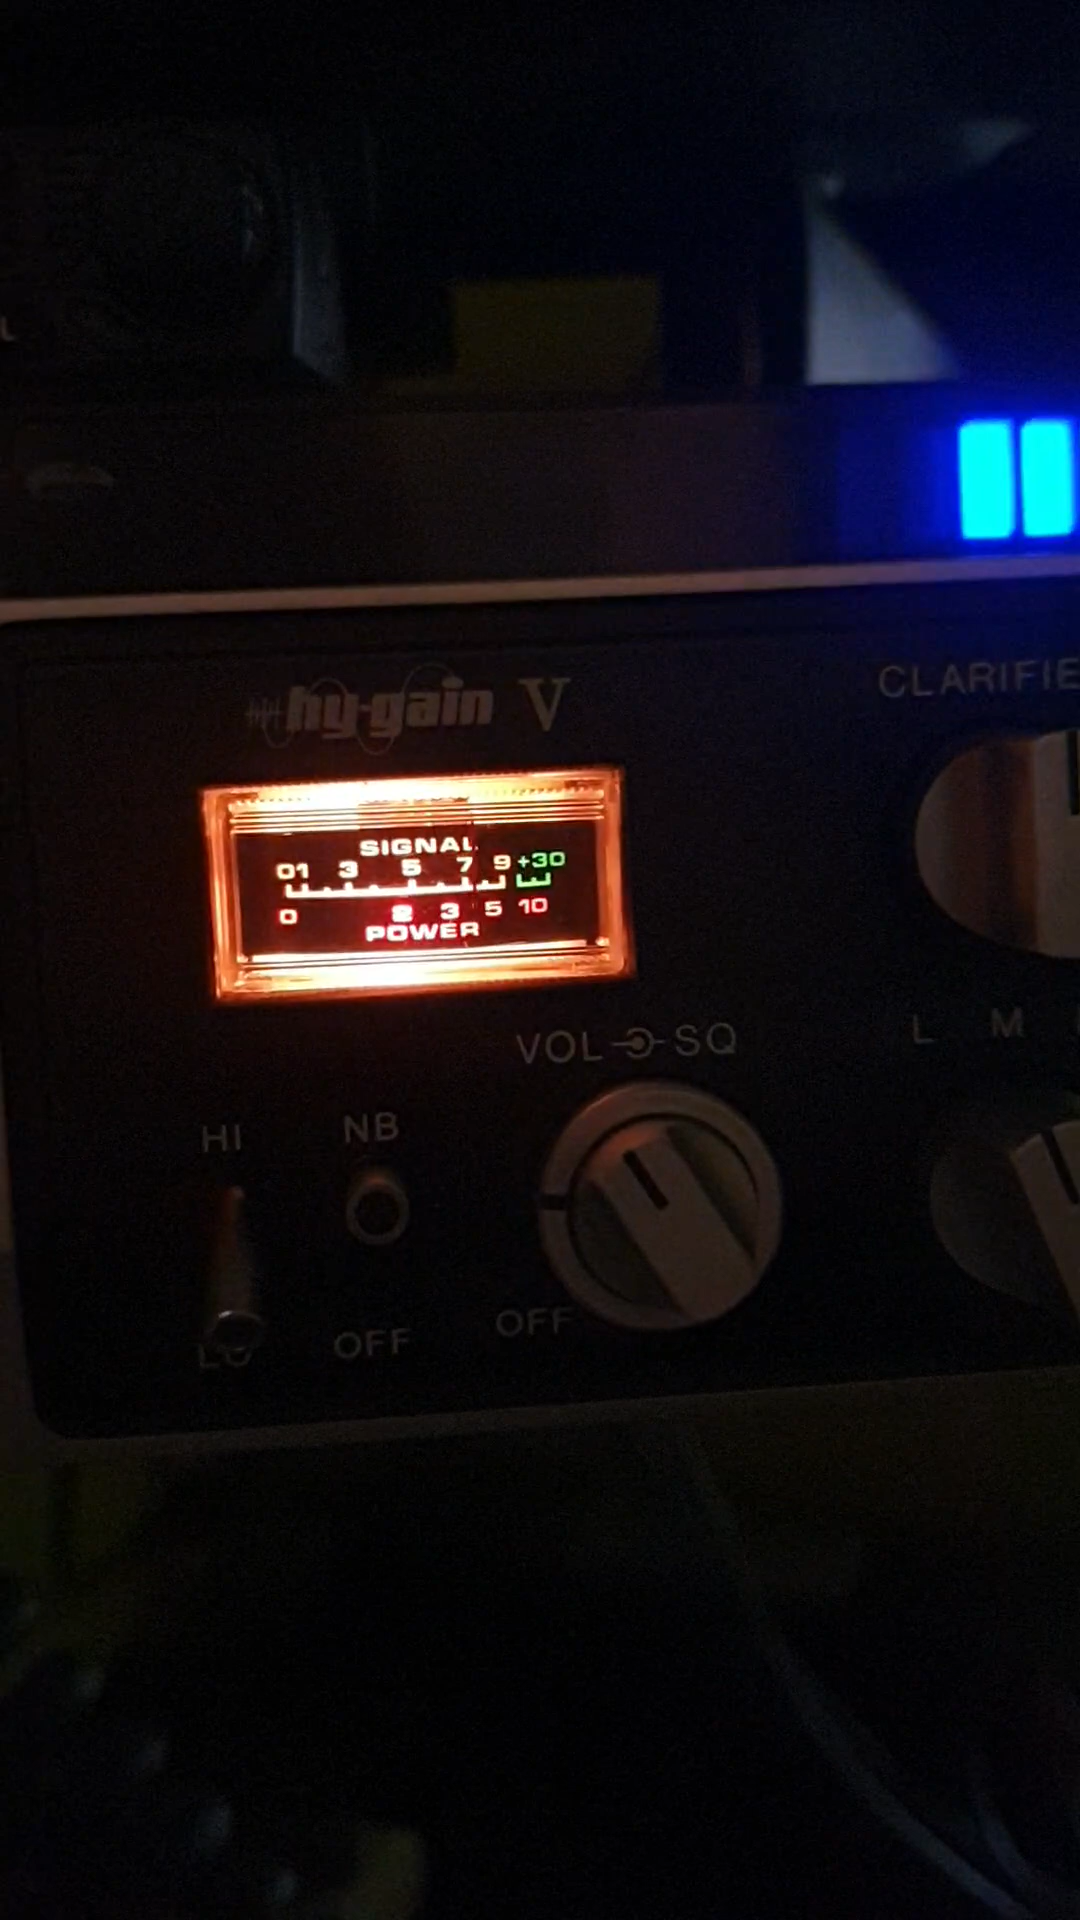 hy-gain V
CLARIFIE
SIGNAL
01 3 5 7 9 +30
0 2 3 5 10
POWER
VOL SQ
L M
HI NB
LO OFF OFF